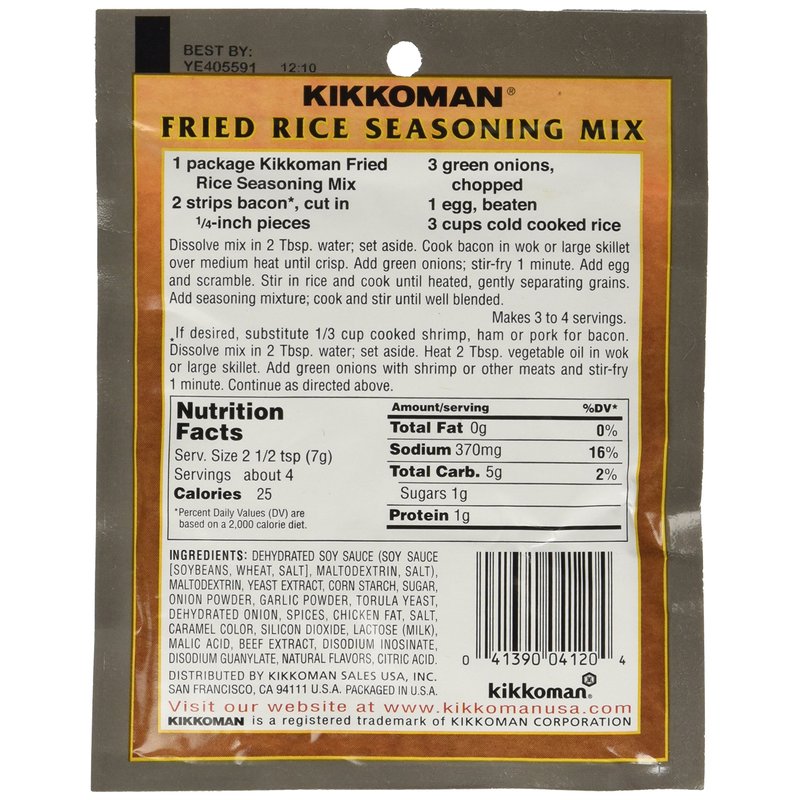 BEST BY:
YE405591 12:10
KIKKOMAN®
FRIED RICE SEASONING MIX
1 package Kikkoman Fried
Rice Seasoning Mix
2 strips bacon*, cut in
1/4-inch pieces
3 green onions,
chopped
1 egg, beaten
3 cups cold cooked rice
Dissolve mix in 2 Tbsp. water; set aside. Cook bacon in wok or large skillet
over medium heat until crisp. Add green onions; stir-fry 1 minute. Add egg
and scramble. Stir in rice and cook until heated, gently separating grains.
Add seasoning mixture; cook and stir until well blended.
Makes 3 to 4 servings.
*If desired, substitute 1/3 cup cooked shrimp, ham or pork for bacon.
Dissolve mix in 2 Tbsp. water; set aside. Heat 2 Tbsp. vegetable oil in wok
or large skillet. Add green onions with shrimp or other meats and stir-fry
1 minute. Continue as directed above.
Nutrition
Facts
Serv. Size 2 1/2 tsp (7g)
Servings about 4
Calories 25
*Percent Daily Values (DV) are
based on a 2,000 calorie diet.
Amount/serving %DV*
Total Fat 0g 0%
Sodium 370mg 16%
Total Carb. 5g 2%
Sugars 1g
Protein 1g
INGREDIENTS: DEHYDRATED SOY SAUCE (SOY SAUCE
[SOYBEANS, WHEAT, SALT], MALTODEXTRIN, SALT),
MALTODEXTRIN, YEAST EXTRACT, CORN STARCH, SUGAR,
ONION POWDER, GARLIC POWDER, TORULA YEAST,
DEHYDRATED ONION, SPICES, CHICKEN FAT, SALT,
CARAMEL COLOR, SILICON DIOXIDE, LACTOSE (MILK),
MALIC ACID, BEEF EXTRACT, DISODIUM INOSINATE,
DISODIUM GUANYLATE, NATURAL FLAVORS, CITRIC ACID.
0 41390 04120 4
DISTRIBUTED BY KIKKOMAN SALES USA, INC.
SAN FRANCISCO, CA 94111 U.S.A. PACKAGED IN U.S.A.
kikkoman®
Visit our website at www.kikkomanusa.com
KIKKOMAN is a registered trademark of KIKKOMAN CORPORATION